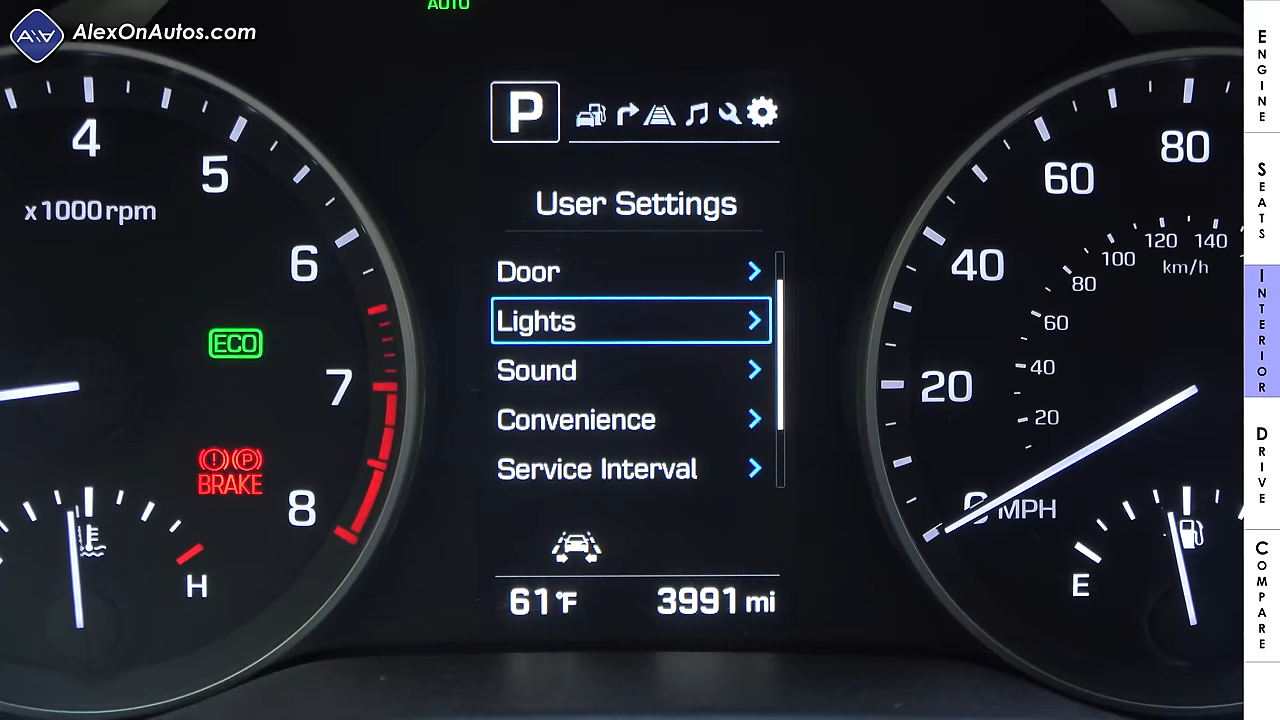 AUTO
AlexOnAutos.com
4
5
x1000 rpm
6
ECO
7
BRAKE
8
H
P
User Settings
Door
Lights
Sound
Convenience
Service Interval
61°F
3991 mi
80
60
40
20
0 MPH
140
120
100
80
60
40
20
km/h
E
ENGINE
SEATS
INTERIOR
DRIVE
COMPARE